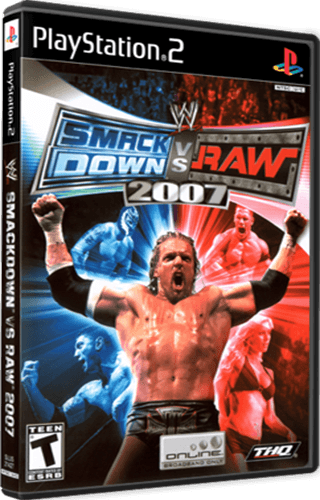 PlayStation®2
NTSC U/C
W
SMACK
DOWN
VS
RAW
2007
PlayStation®2
SMACKDOWN VS RAW 2007
TEEN
T
ESRB
ONLINE
BROADBAND ONLY
THQ